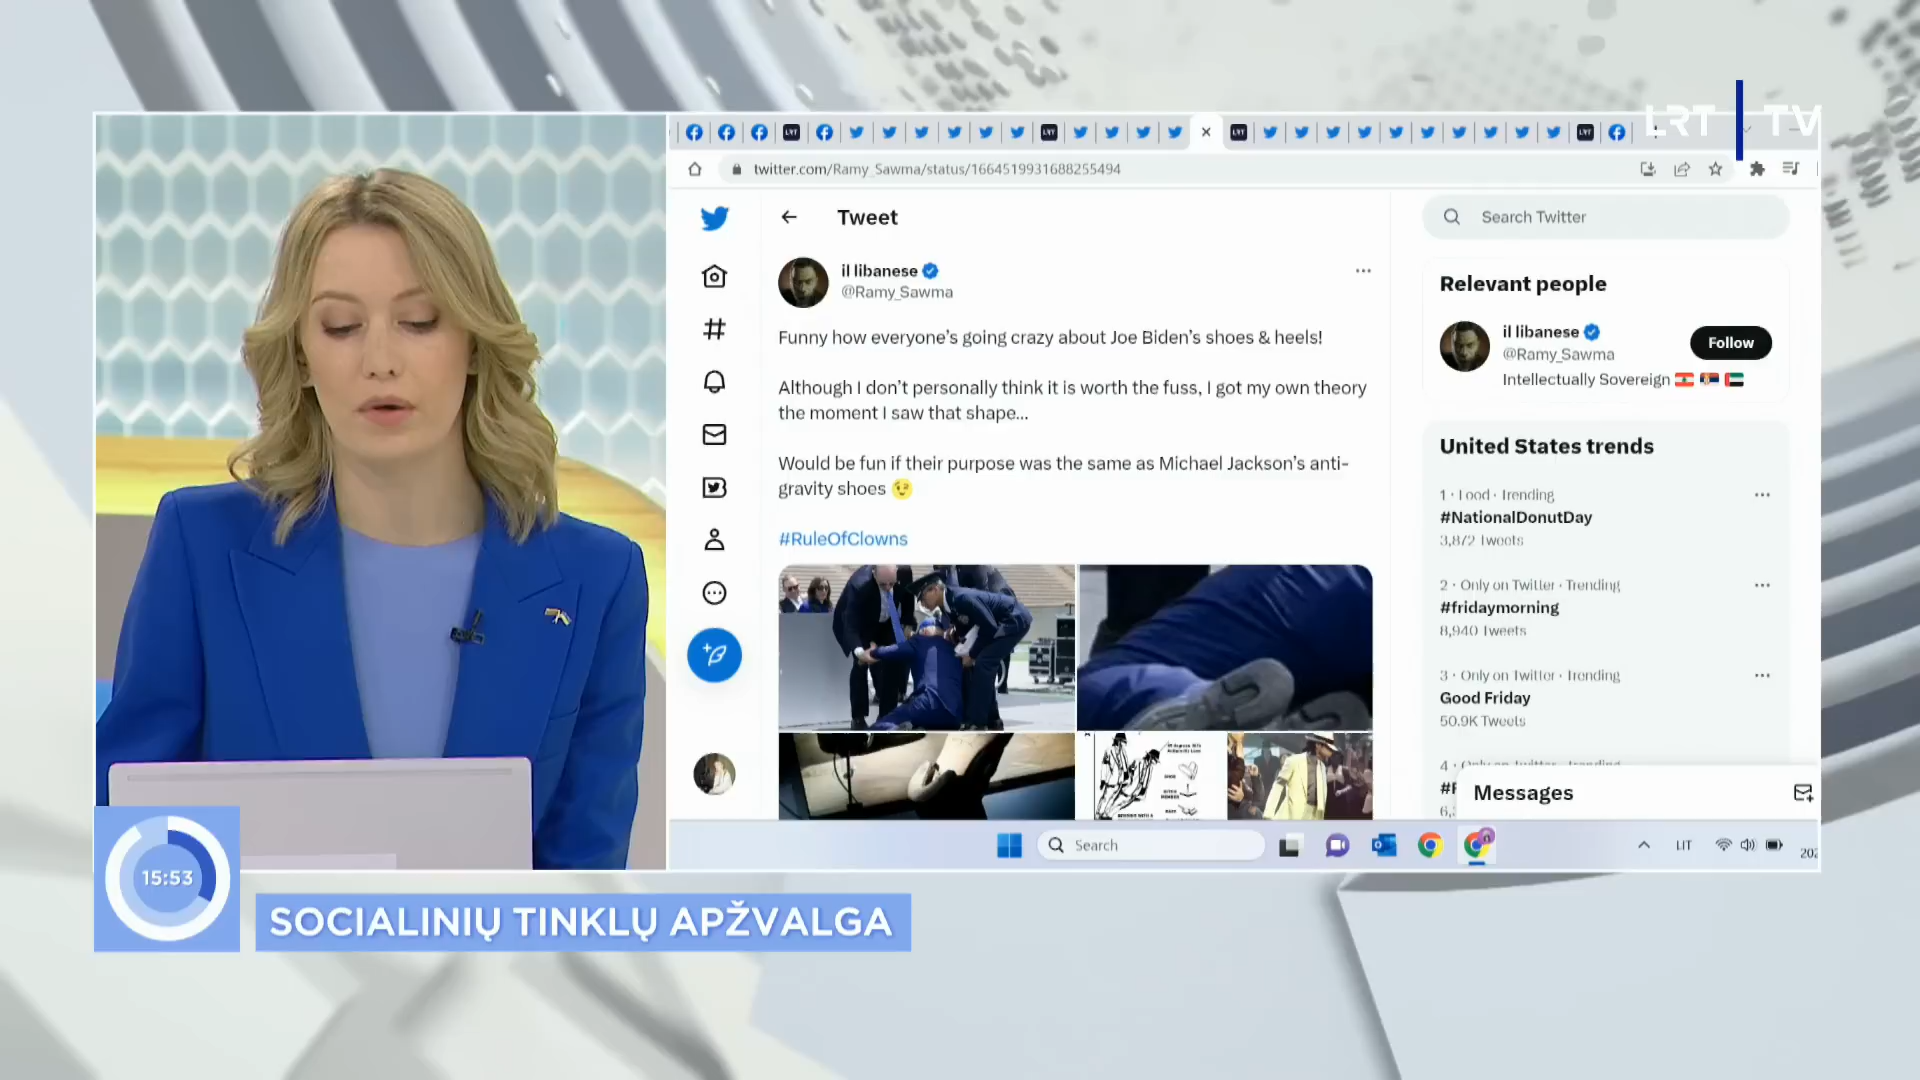 LRT TV
twitter.com/Ramy_Sawma/status/1664519931688255494
Tweet
Search Twitter
il libanese
@Ramy_Sawma
Funny how everyone's going crazy about Joe Biden's shoes & heels!
Although I don't personally think it is worth the fuss, I got my own theory
the moment I saw that shape...
Would be fun if their purpose was the same as Michael Jackson's anti-
gravity shoes
#RuleOfClowns
Relevant people
il libanese
@Ramy_Sawma
Follow
Intellectually Sovereign
United States trends
1 · Food · Trending
#NationalDonutDay
3,872 Tweets
2 · Only on Twitter · Trending
#fridaymorning
8,940 Tweets
3 · Only on Twitter · Trending
Good Friday
50.9K Tweets
4 · Only on Twitter · Trending
Messages
Search
LIT
15:53
SOCIALINIŲ TINKLŲ APŽVALGA